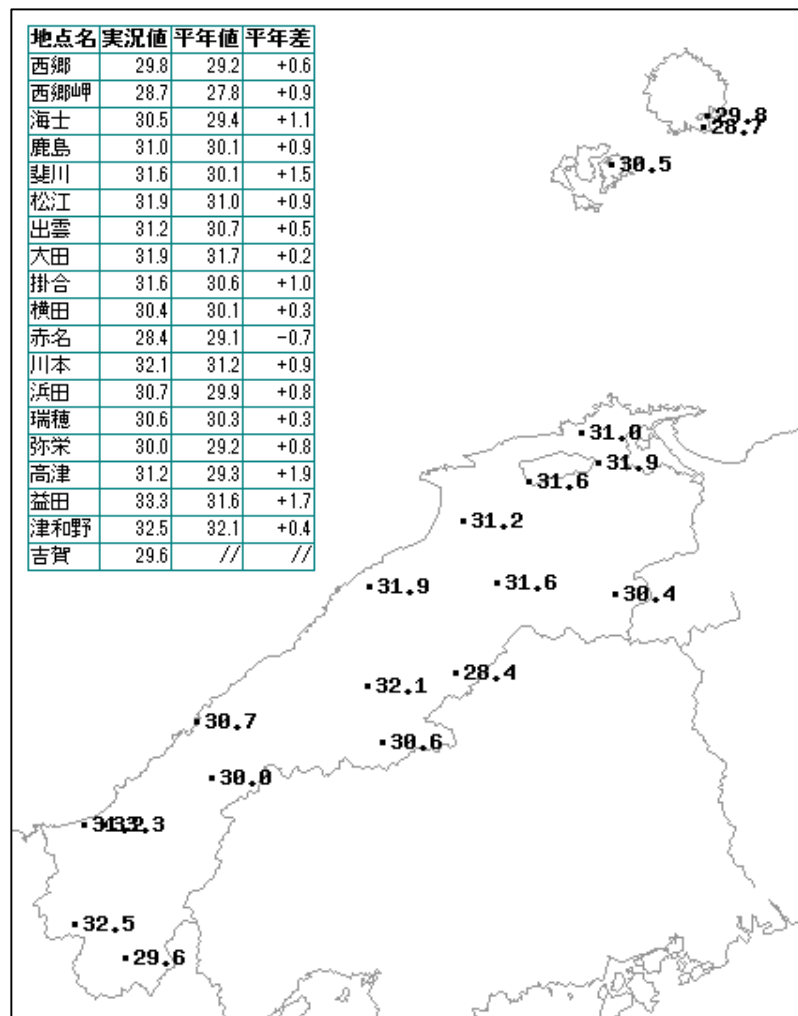 地点名 実況値 平年値 平年差
西郷 29.8 29.2 +0.6
西郷岬 28.7 27.8 +0.9
海士 30.5 29.4 +1.1
鹿島 31.0 30.1 +0.9
斐川 31.6 30.1 +1.5
松江 31.9 31.0 +0.9
出雲 31.2 30.7 +0.5
大田 31.9 31.7 +0.2
掛合 31.6 30.6 +1.0
横田 30.4 30.1 +0.3
赤名 28.4 29.1 -0.7
川本 32.1 31.2 +0.9
浜田 30.7 29.9 +0.8
瑞穂 30.6 30.3 +0.3
弥栄 30.0 29.2 +0.8
高津 31.2 29.3 +1.9
益田 33.3 31.6 +1.7
津和野 32.5 32.1 +0.4
吉賀 29.6 // //
29.8
28.7
30.5
31.0
31.9
31.6
31.2
31.9
31.6
30.4
28.4
32.1
30.7
30.6
30.0
31.2
33.3
32.5
29.6